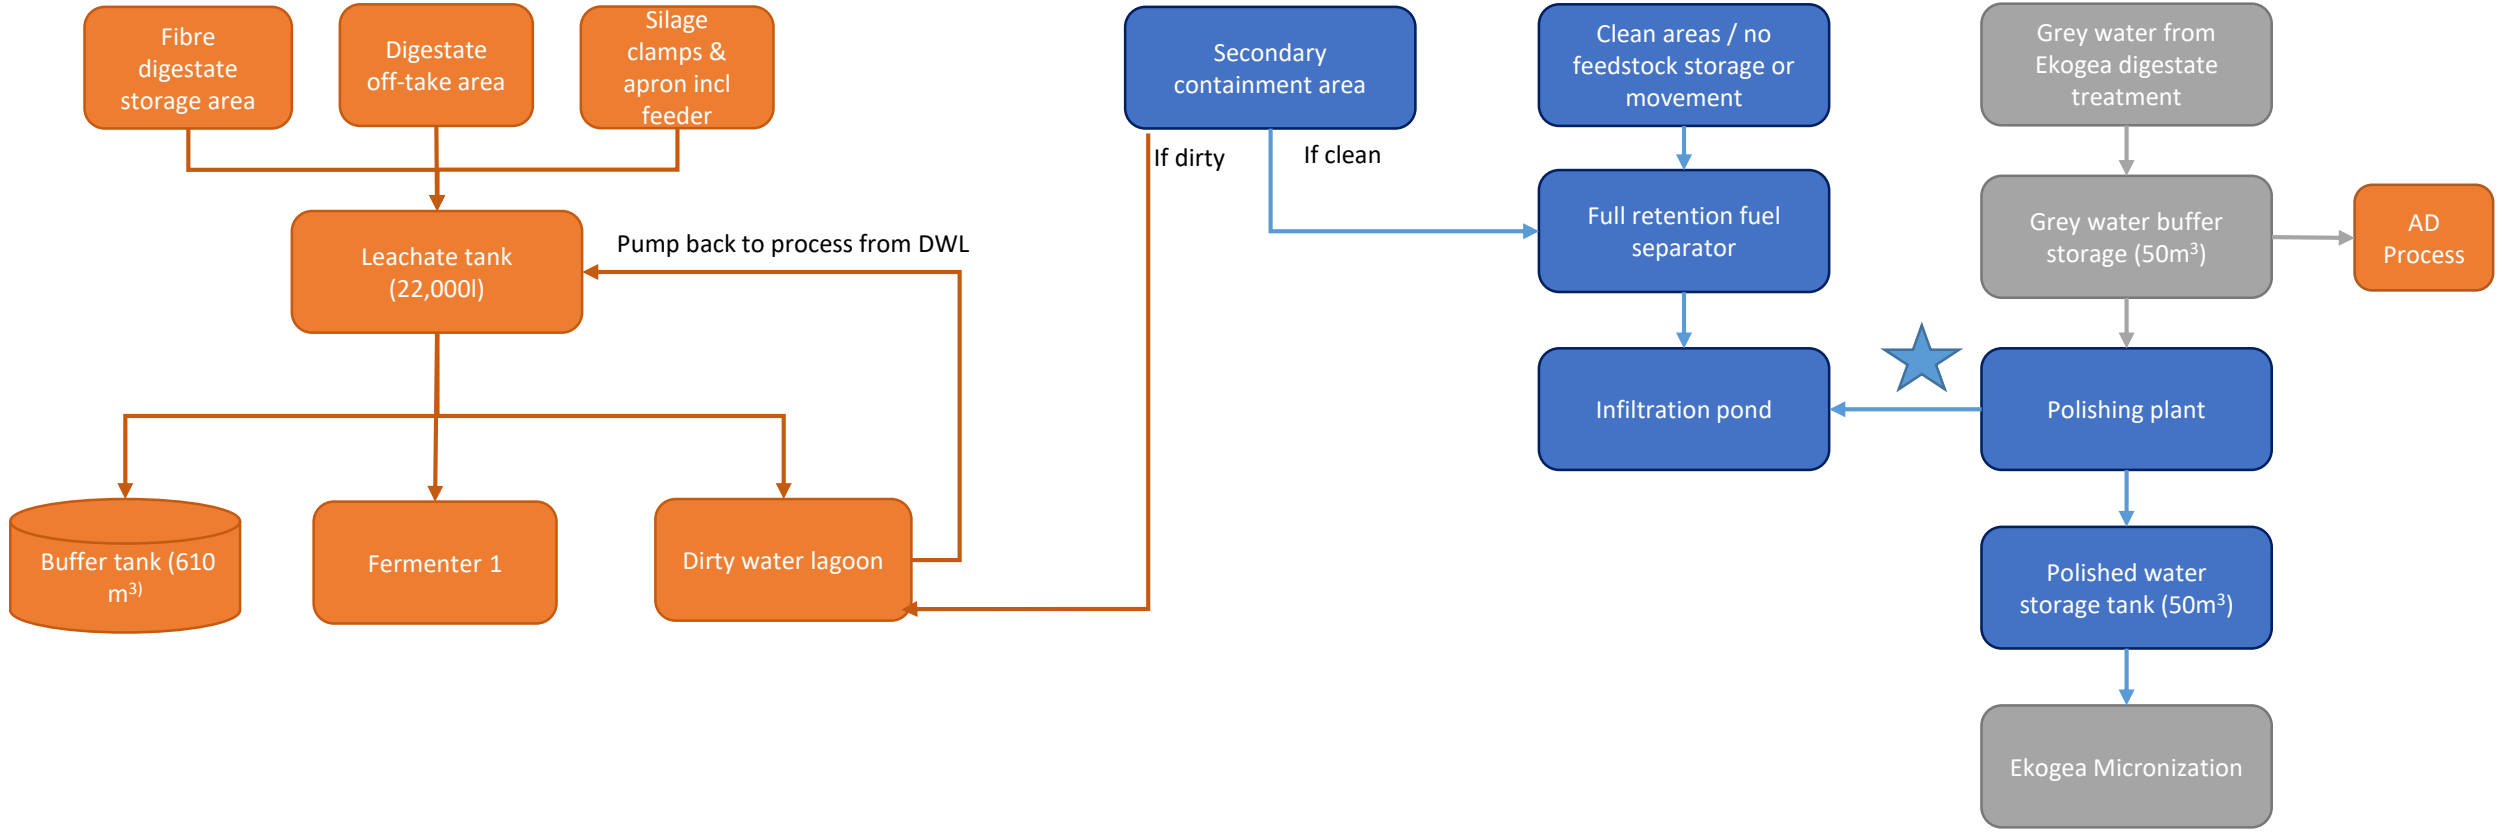 Fibre
digestate
storage area
Digestate
off-take area
Silage
clamps &
apron incl
feeder
Secondary
containment area
Clean areas / no
feedstock storage or
movement
Grey water from
Ekogea digestate
treatment
If dirty
If clean
Leachate tank
(22,000l)
Pump back to process from DWL
Full retention fuel
separator
Grey water buffer
storage (50m³)
AD
Process
Infiltration pond
Polishing plant
Buffer tank (610
m³⁾
Fermenter 1
Dirty water lagoon
Polished water
storage tank (50m³)
Ekogea Micronization